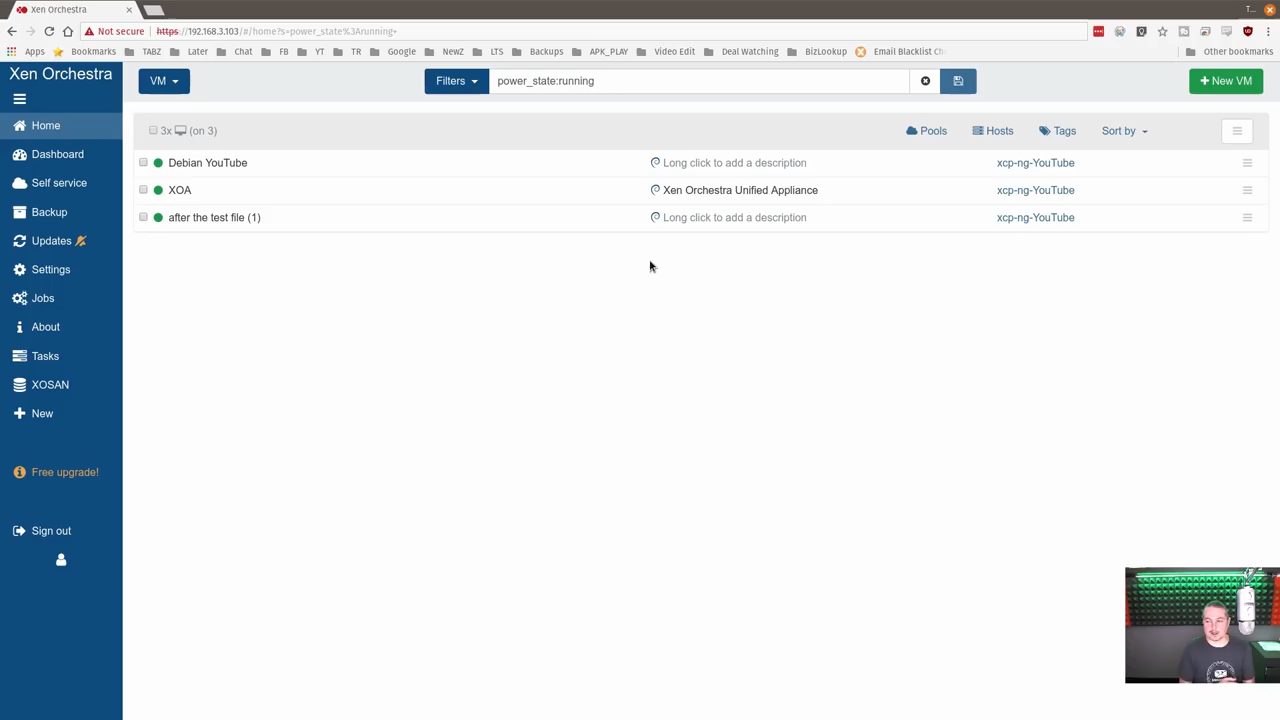 Xen Orchestra
T...
Not secure
https://192.168.3.103/#/home?s=power_state%3Arunning+
Apps
Bookmarks
TABZ
Later
Chat
FB
YT
TR
Google
NewZ
LTS
Backups
APK_PLAY
Video Edit
Deal Watching
BizLookup
Email Blacklist Ch
Other bookmarks
Xen Orchestra
Home
Dashboard
Self service
Backup
Updates
Settings
Jobs
About
Tasks
XOSAN
New
Free upgrade!
Sign out
VM
Filters
power_state:running
New VM
3x (on 3)
Pools
Hosts
Tags
Sort by
Debian YouTube Long click to add a description xcp-ng-YouTube
XOA Xen Orchestra Unified Appliance xcp-ng-YouTube
after the test file (1) Long click to add a description xcp-ng-YouTube